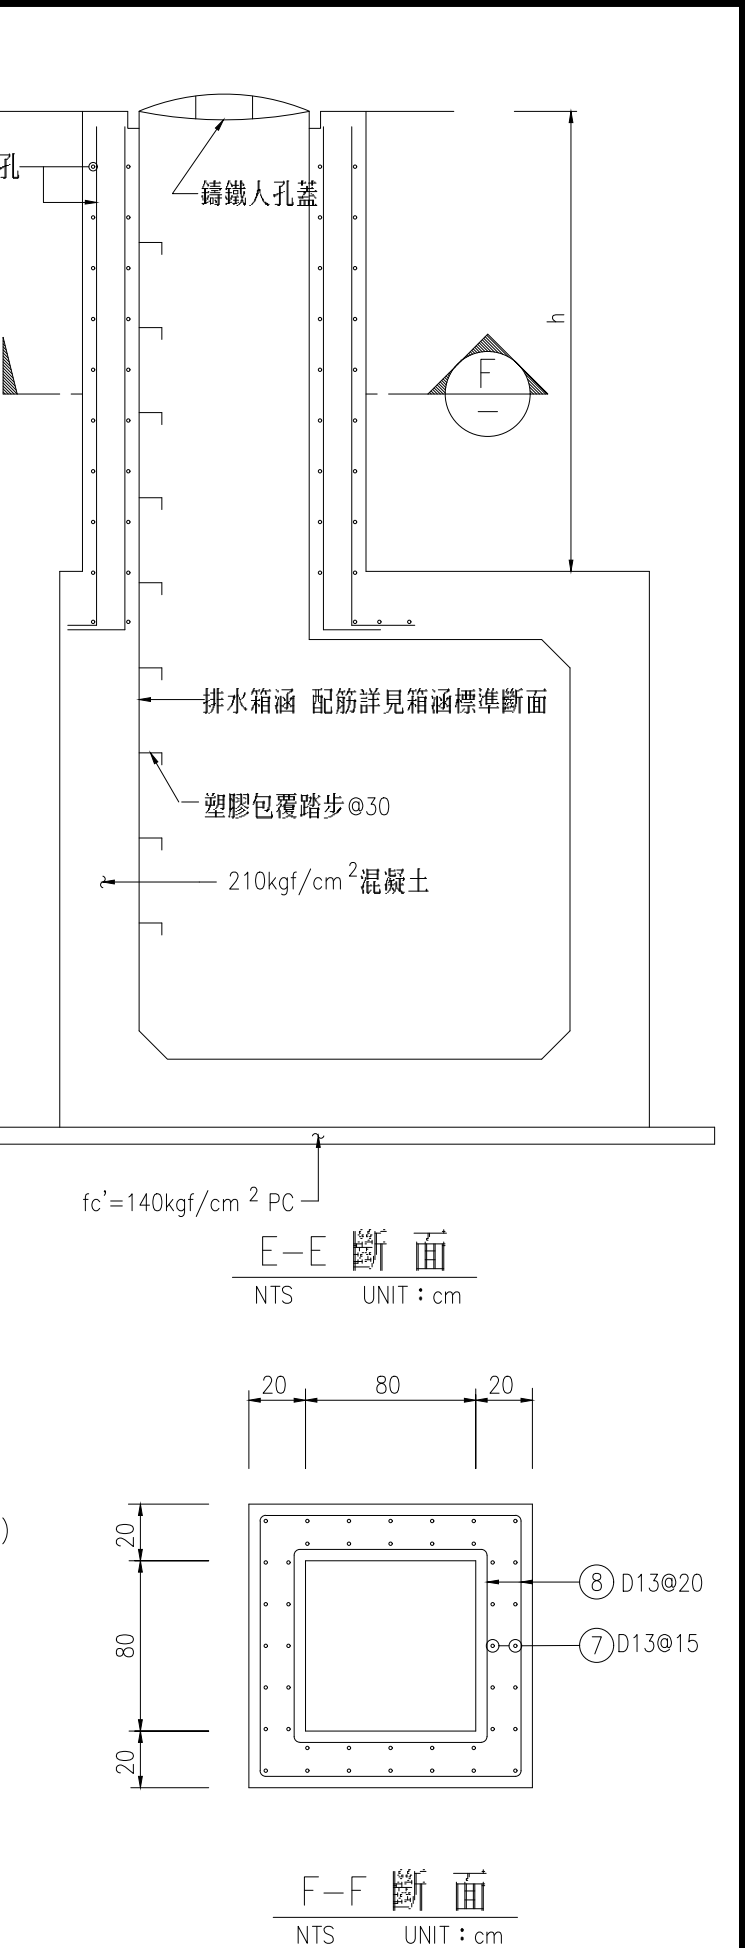 孔
鑄鐵人孔蓋
h
F
—
排水箱涵 配筋詳見箱涵標準斷面
塑膠包覆踏步@30
210kgf/cm 2混凝土
fc'=140kgf/cm 2 PC
E-E 斷 面
NTS UNIT：cm
20 80 20
)
20
8 D13@20
80
7 D13@15
20
F-F 斷 面
NTS UNIT：cm